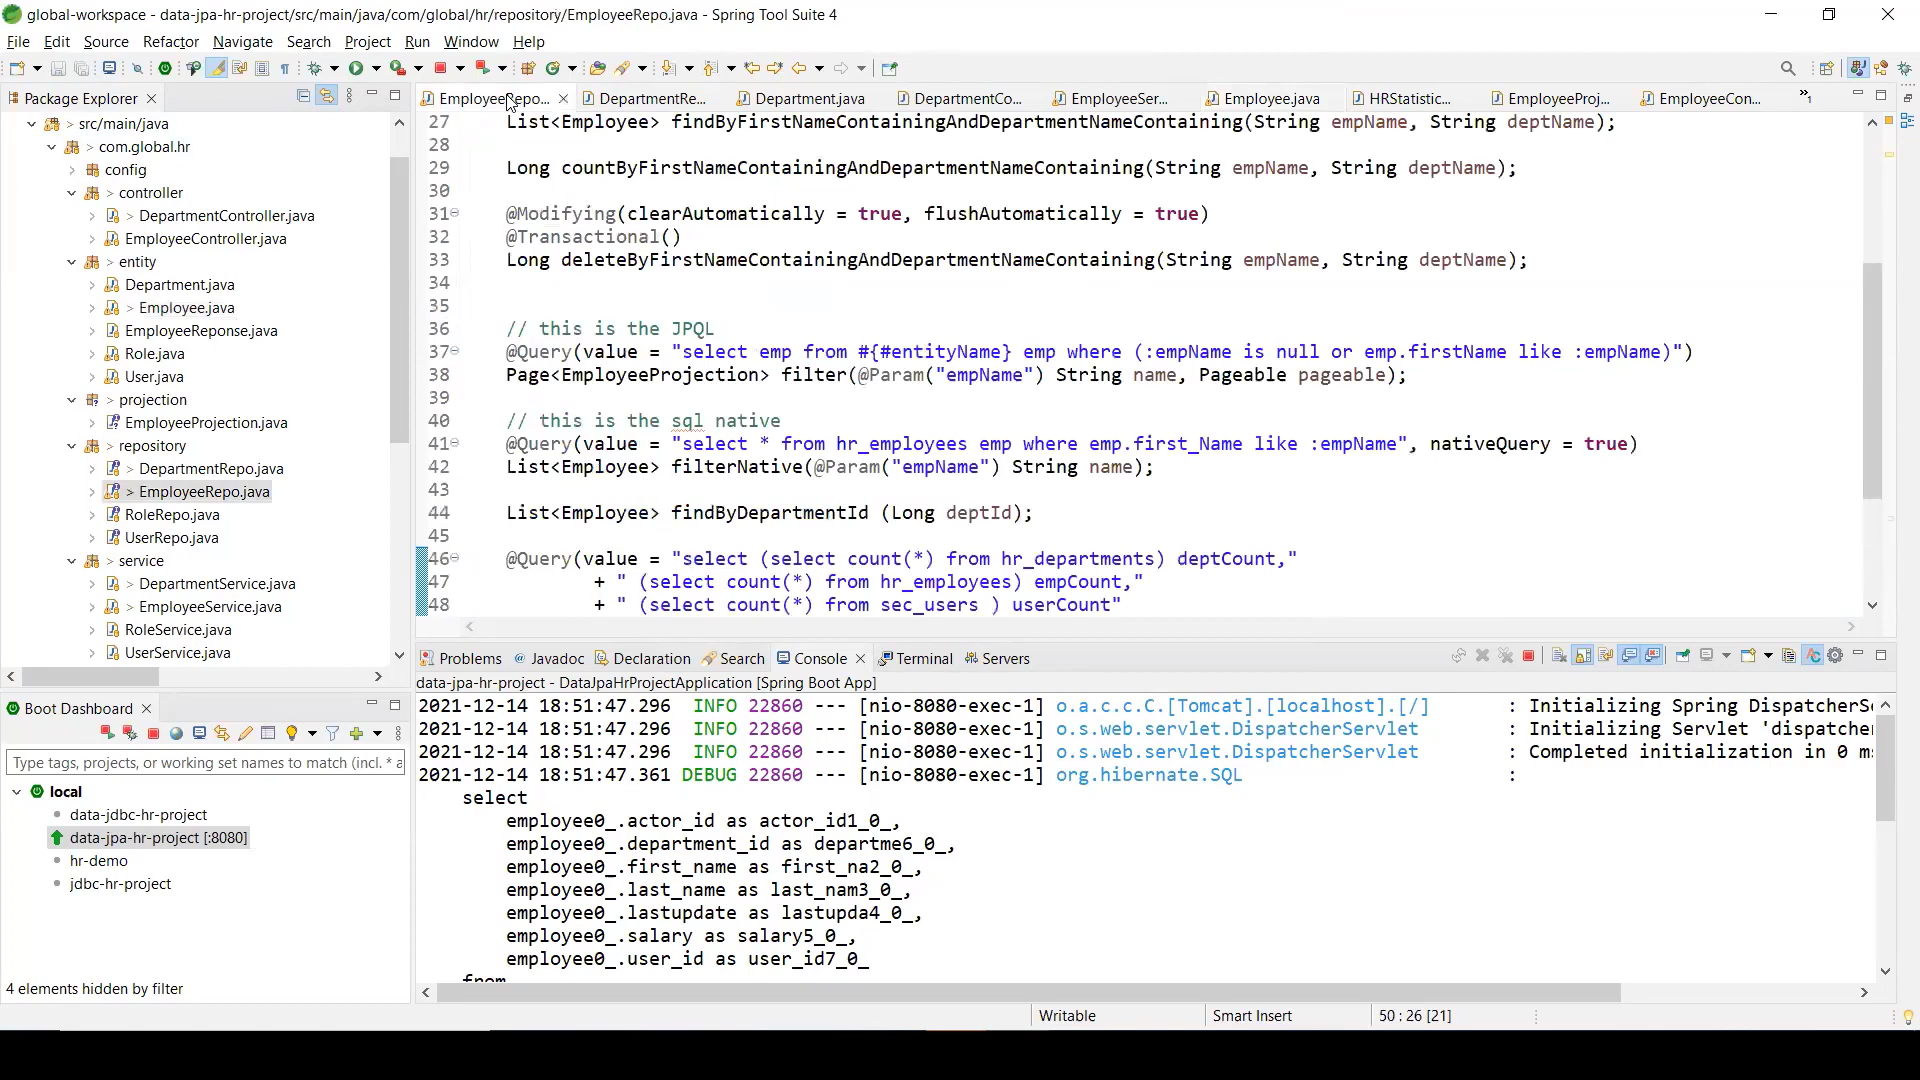 global-workspace - data-jpa-hr-project/src/main/java/com/global/hr/repository/EmployeeRepo.java - Spring Tool Suite 4
File Edit Source Refactor Navigate Search Project Run Window Help
Package Explorer
EmployeeRepo... DepartmentRe... Department.java DepartmentCo... EmployeeSer... Employee.java HRStatistic... EmployeeProj... EmployeeCon... »1
> src/main/java
> com.global.hr
config
> controller
> DepartmentController.java
EmployeeController.java
> entity
Department.java
> Employee.java
EmployeeReponse.java
Role.java
User.java
> projection
EmployeeProjection.java
> repository
> DepartmentRepo.java
> EmployeeRepo.java
RoleRepo.java
UserRepo.java
> service
> DepartmentService.java
> EmployeeService.java
RoleService.java
UserService.java
27 List<Employee> findByFirstNameContainingAndDepartmentNameContaining(String empName, String deptName);
28
29 Long countByFirstNameContainingAndDepartmentNameContaining(String empName, String deptName);
30
31 @Modifying(clearAutomatically = true, flushAutomatically = true)
32 @Transactional()
33 Long deleteByFirstNameContainingAndDepartmentNameContaining(String empName, String deptName);
34
35
36 // this is the JPQL
37 @Query(value = "select emp from #{#entityName} emp where (:empName is null or emp.firstName like :empName)")
38 Page<EmployeeProjection> filter(@Param("empName") String name, Pageable pageable);
39
40 // this is the sql native
41 @Query(value = "select * from hr_employees emp where emp.first_Name like :empName", nativeQuery = true)
42 List<Employee> filterNative(@Param("empName") String name);
43
44 List<Employee> findByDepartmentId (Long deptId);
45
46 @Query(value = "select (select count(*) from hr_departments) deptCount,"
47 + " (select count(*) from hr_employees) empCount,"
48 + " (select count(*) from sec_users ) userCount"
Boot Dashboard
Type tags, projects, or working set names to match (incl. * a
local
data-jdbc-hr-project
data-jpa-hr-project [:8080]
hr-demo
jdbc-hr-project
4 elements hidden by filter
Problems @ Javadoc Declaration Search Console Terminal Servers
data-jpa-hr-project - DataJpaHrProjectApplication [Spring Boot App]
2021-12-14 18:51:47.296 INFO 22860 --- [nio-8080-exec-1] o.a.c.c.C.[Tomcat].[localhost].[/] : Initializing Spring DispatcherSe
2021-12-14 18:51:47.296 INFO 22860 --- [nio-8080-exec-1] o.s.web.servlet.DispatcherServlet : Initializing Servlet 'dispatcher
2021-12-14 18:51:47.296 INFO 22860 --- [nio-8080-exec-1] o.s.web.servlet.DispatcherServlet : Completed initialization in 0 ms
2021-12-14 18:51:47.361 DEBUG 22860 --- [nio-8080-exec-1] org.hibernate.SQL :
select
employee0_.actor_id as actor_id1_0_,
employee0_.department_id as departme6_0_,
employee0_.first_name as first_na2_0_,
employee0_.last_name as last_nam3_0_,
employee0_.lastupdate as lastupda4_0_,
employee0_.salary as salary5_0_,
employee0_.user_id as user_id7_0_
from
Writable Smart Insert 50 : 26 [21]